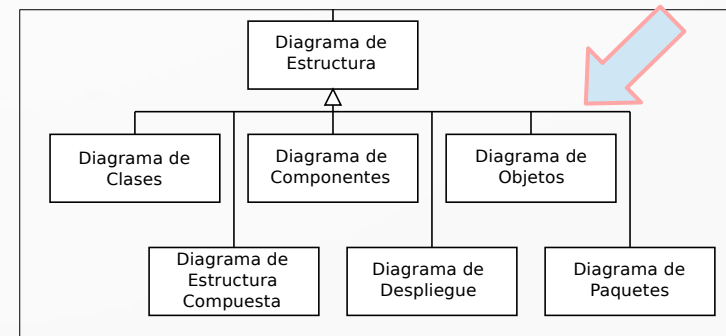 Diagrama de
Estructura
Diagrama de
Clases
Diagrama de
Componentes
Diagrama de
Objetos
Diagrama de
Estructura
Compuesta
Diagrama de
Despliegue
Diagrama de
Paquetes